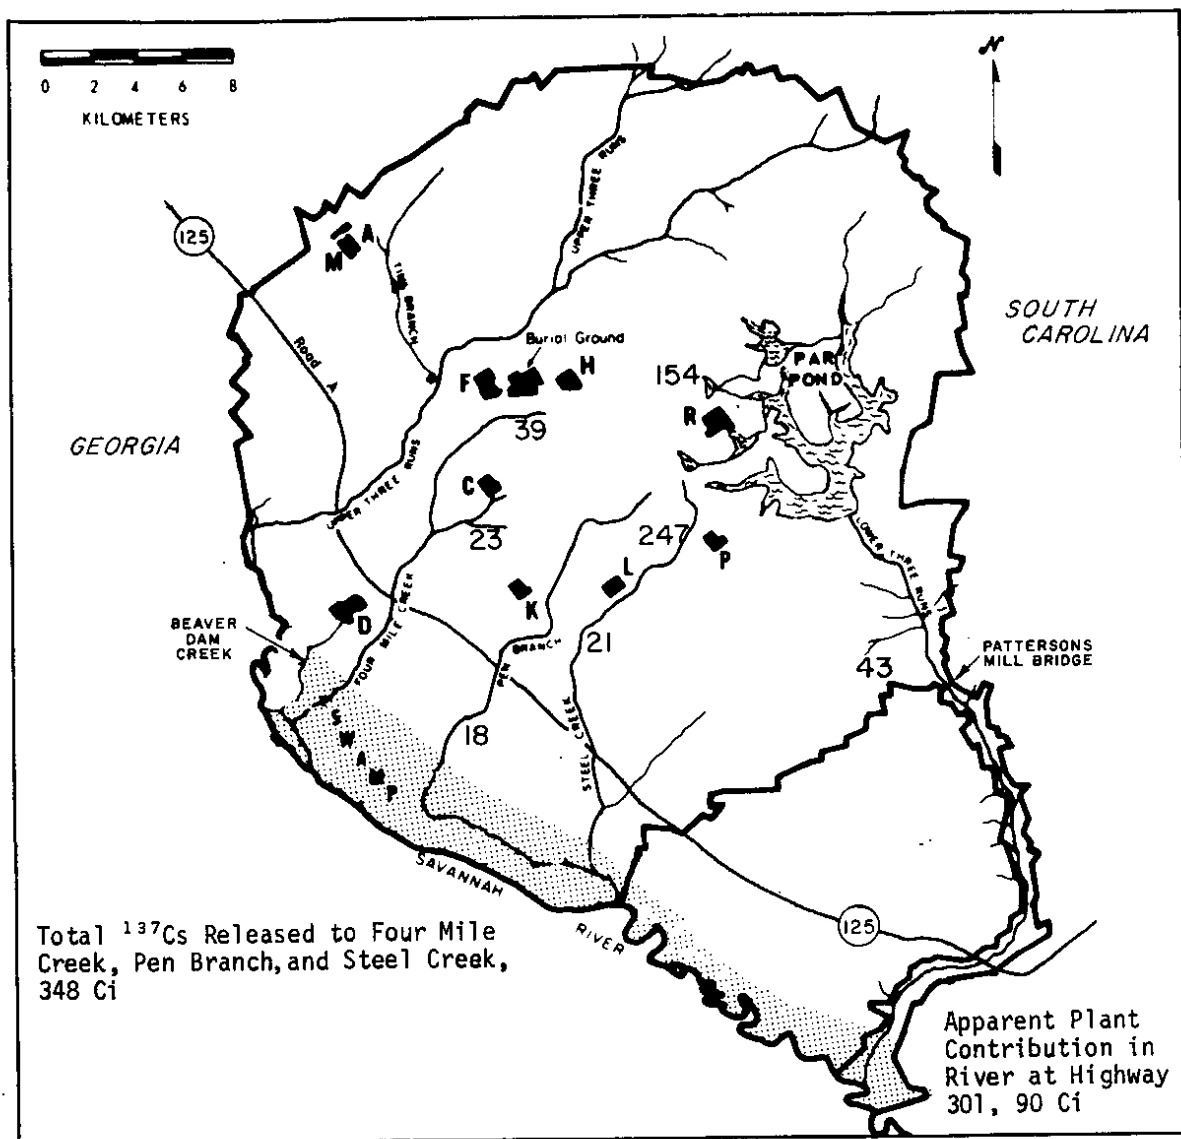 0 2 4 6 8
KILOMETERS
N
125
A
M
TIMS BRANCH
UPPER THREE RUNS
Road A
SOUTH
CAROLINA
GEORGIA
Burial Ground
F
H
154
PAR
POND
R
39
UPPER THREE RUNS
C
23
247
P
LOWER THREE RUNS
L
K
D
BEAVER
DAM
CREEK
FOUR MILE CREEK
PEN BRANCH
21
43
PATTERSONS
MILL BRIDGE
18
STEEL CREEK
SWAMP
SAVANNAH
RIVER
125
Total ¹³⁷Cs Released to Four Mile
Creek, Pen Branch, and Steel Creek,
348 Ci
Apparent Plant
Contribution in
River at Highway
301, 90 Ci